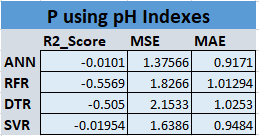 P using pH Indexes
R2_Score MSE MAE
ANN -0.0101 1.37566 0.9171
RFR -0.5569 1.8266 1.01294
DTR -0.505 2.1533 1.0253
SVR -0.01954 1.6386 0.9484